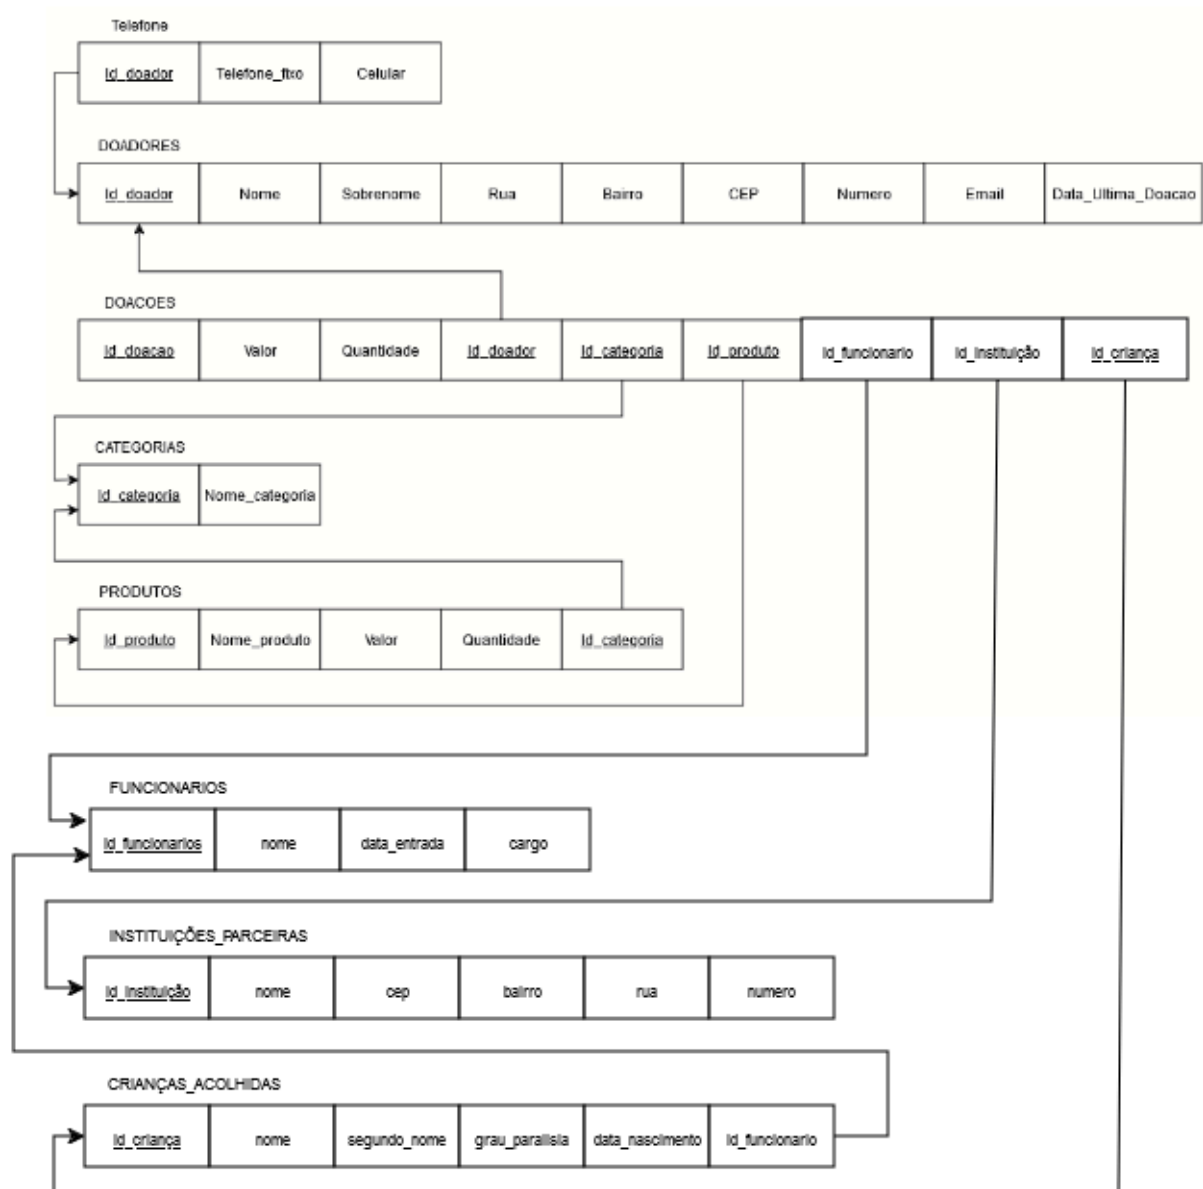 Telefone
Id_doador Telefone_fixo Celular
DOADORES
Id_doador Nome Sobrenome Rua Bairro CEP Numero Email Data_Ultima_Doacao
DOACOES
Id_doacao Valor Quantidade Id_doador Id_categoria Id_produto id_funcionario id_instituição id_criança
CATEGORIAS
Id_categoria Nome_categoria
PRODUTOS
Id_produto Nome_produto Valor Quantidade Id_categoria
FUNCIONARIOS
id_funcionarios nome data_entrada cargo
INSTITUIÇÕES_PARCEIRAS
id_instituição nome cep bairro rua numero
CRIANÇAS_ACOLHIDAS
id_criança nome segundo_nome grau_paralisia data_nascimento id_funcionario